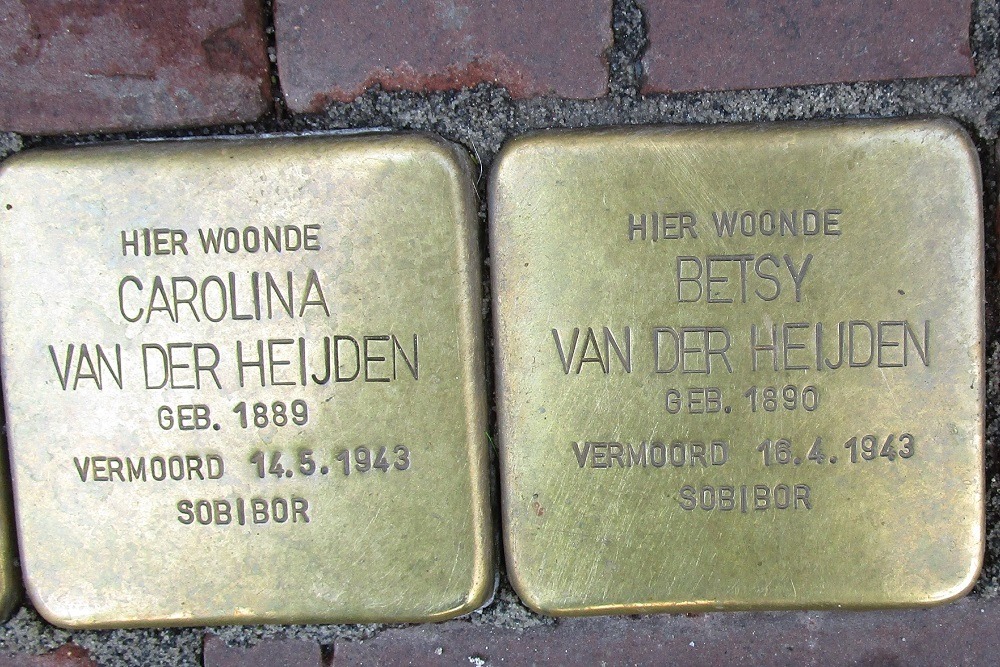 HIER WOONDE
CAROLINA
VAN DER HEIJDEN
GEB. 1889
VERMOORD 14.5.1943
SOBIBOR
HIER WOONDE
BETSY
VAN DER HEIJDEN
GEB. 1890
VERMOORD 16.4.1943
SOBIBOR